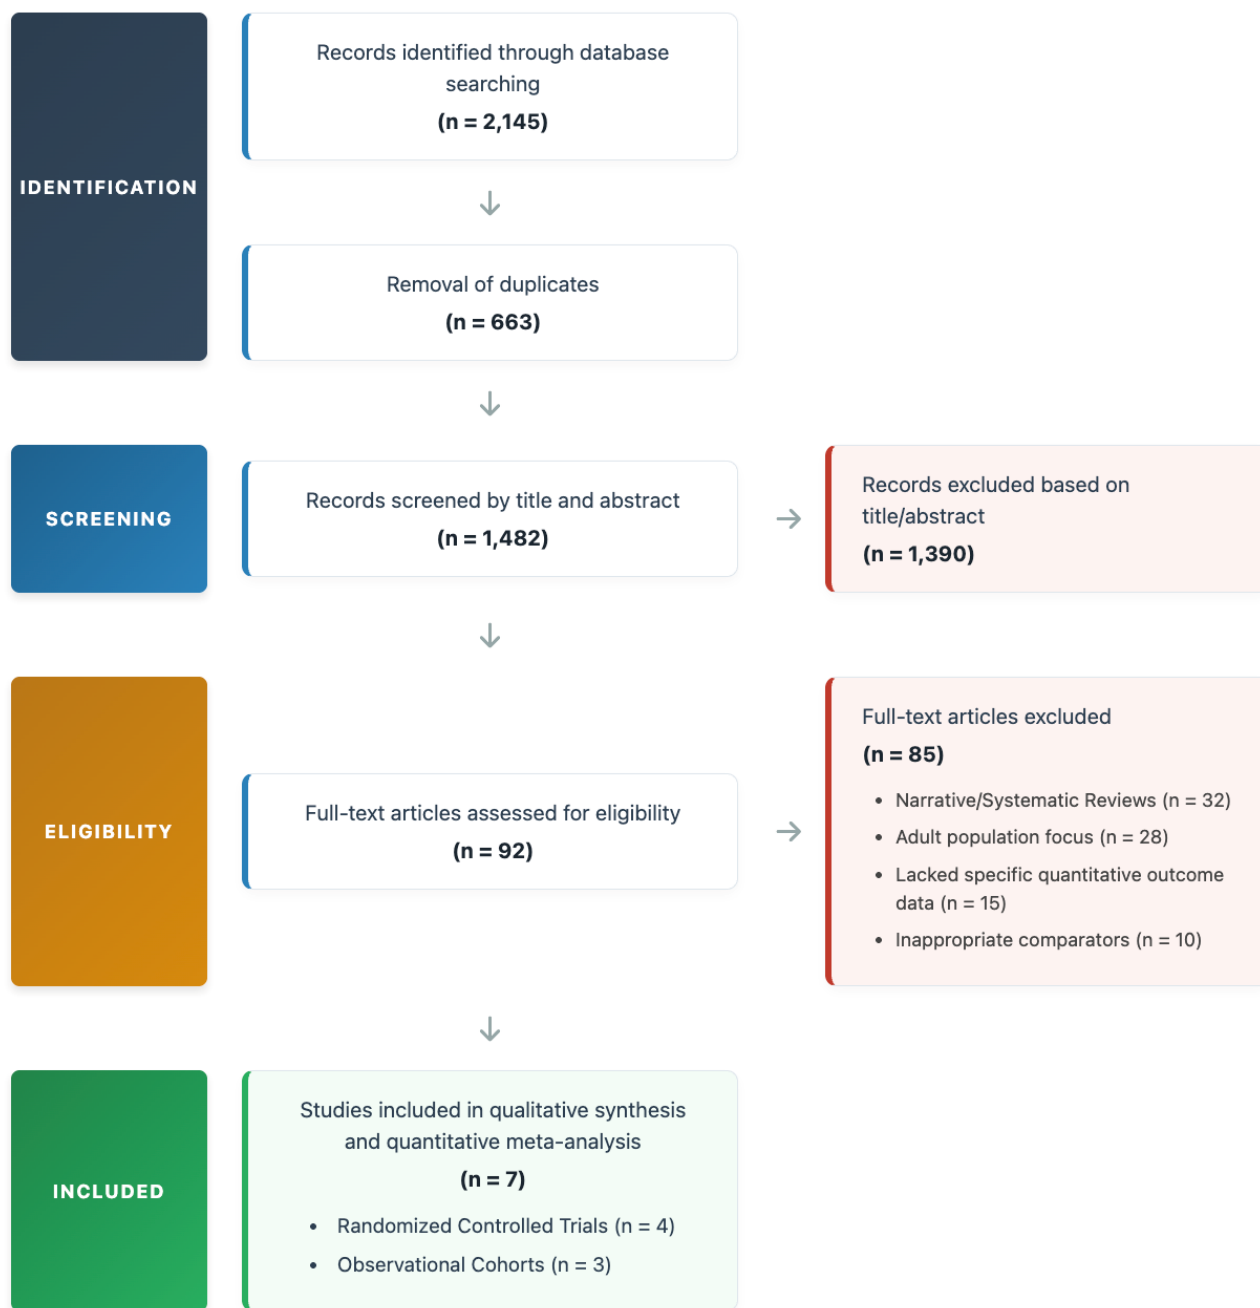 IDENTIFICATION
Records identified through database
searching
(n = 2,145)
Removal of duplicates
(n = 663)
SCREENING
Records screened by title and abstract
(n = 1,482)
Records excluded based on
title/abstract
(n = 1,390)
ELIGIBILITY
Full-text articles assessed for eligibility
(n = 92)
Full-text articles excluded
(n = 85)
• Narrative/Systematic Reviews (n = 32)
• Adult population focus (n = 28)
• Lacked specific quantitative outcome
data (n = 15)
• Inappropriate comparators (n = 10)
INCLUDED
Studies included in qualitative synthesis
and quantitative meta-analysis
(n = 7)
• Randomized Controlled Trials (n = 4)
• Observational Cohorts (n = 3)